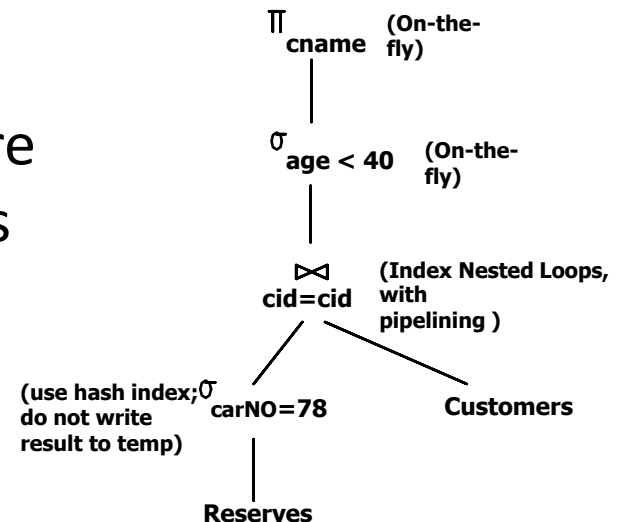 π
cname
(On-the-
fly)
re
s
σ
age < 40
(On-the-
fly)
⋈
cid=cid
(Index Nested Loops,
with
pipelining )
(use hash index;
do not write
result to temp)
σ
carNO=78
Customers
Reserves